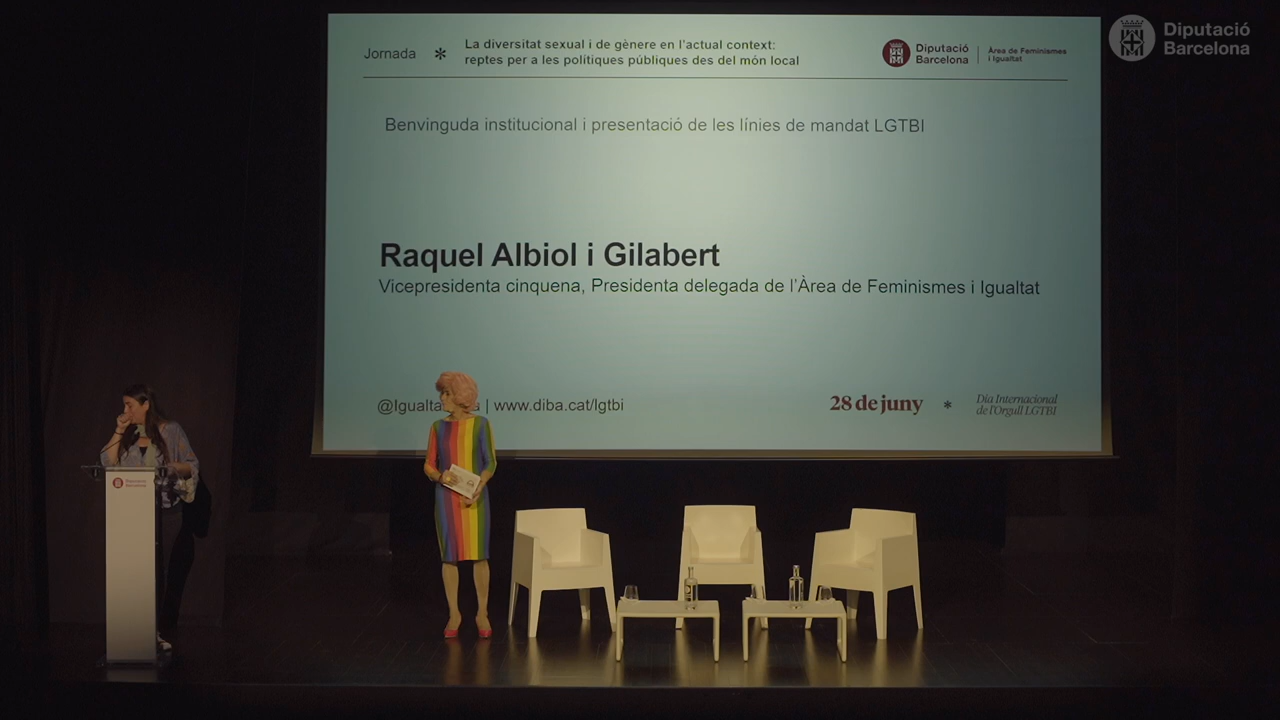 Jornada * La diversitat sexual i de gènere en l'actual context:
reptes per a les polítiques públiques des del món local
Diputació
Barcelona
Àrea de Feminismes
i Igualtat
Diputació
Barcelona
Benvinguda institucional i presentació de les línies de mandat LGTBI
Raquel Albiol i Gilabert
Vicepresidenta cinquena, Presidenta delegada de l'Àrea de Feminismes i Igualtat
| www.diba.cat/lgtbi
28 de juny * Dia Internacional
de l'Orgull LGTBI
Diputació
Barcelona